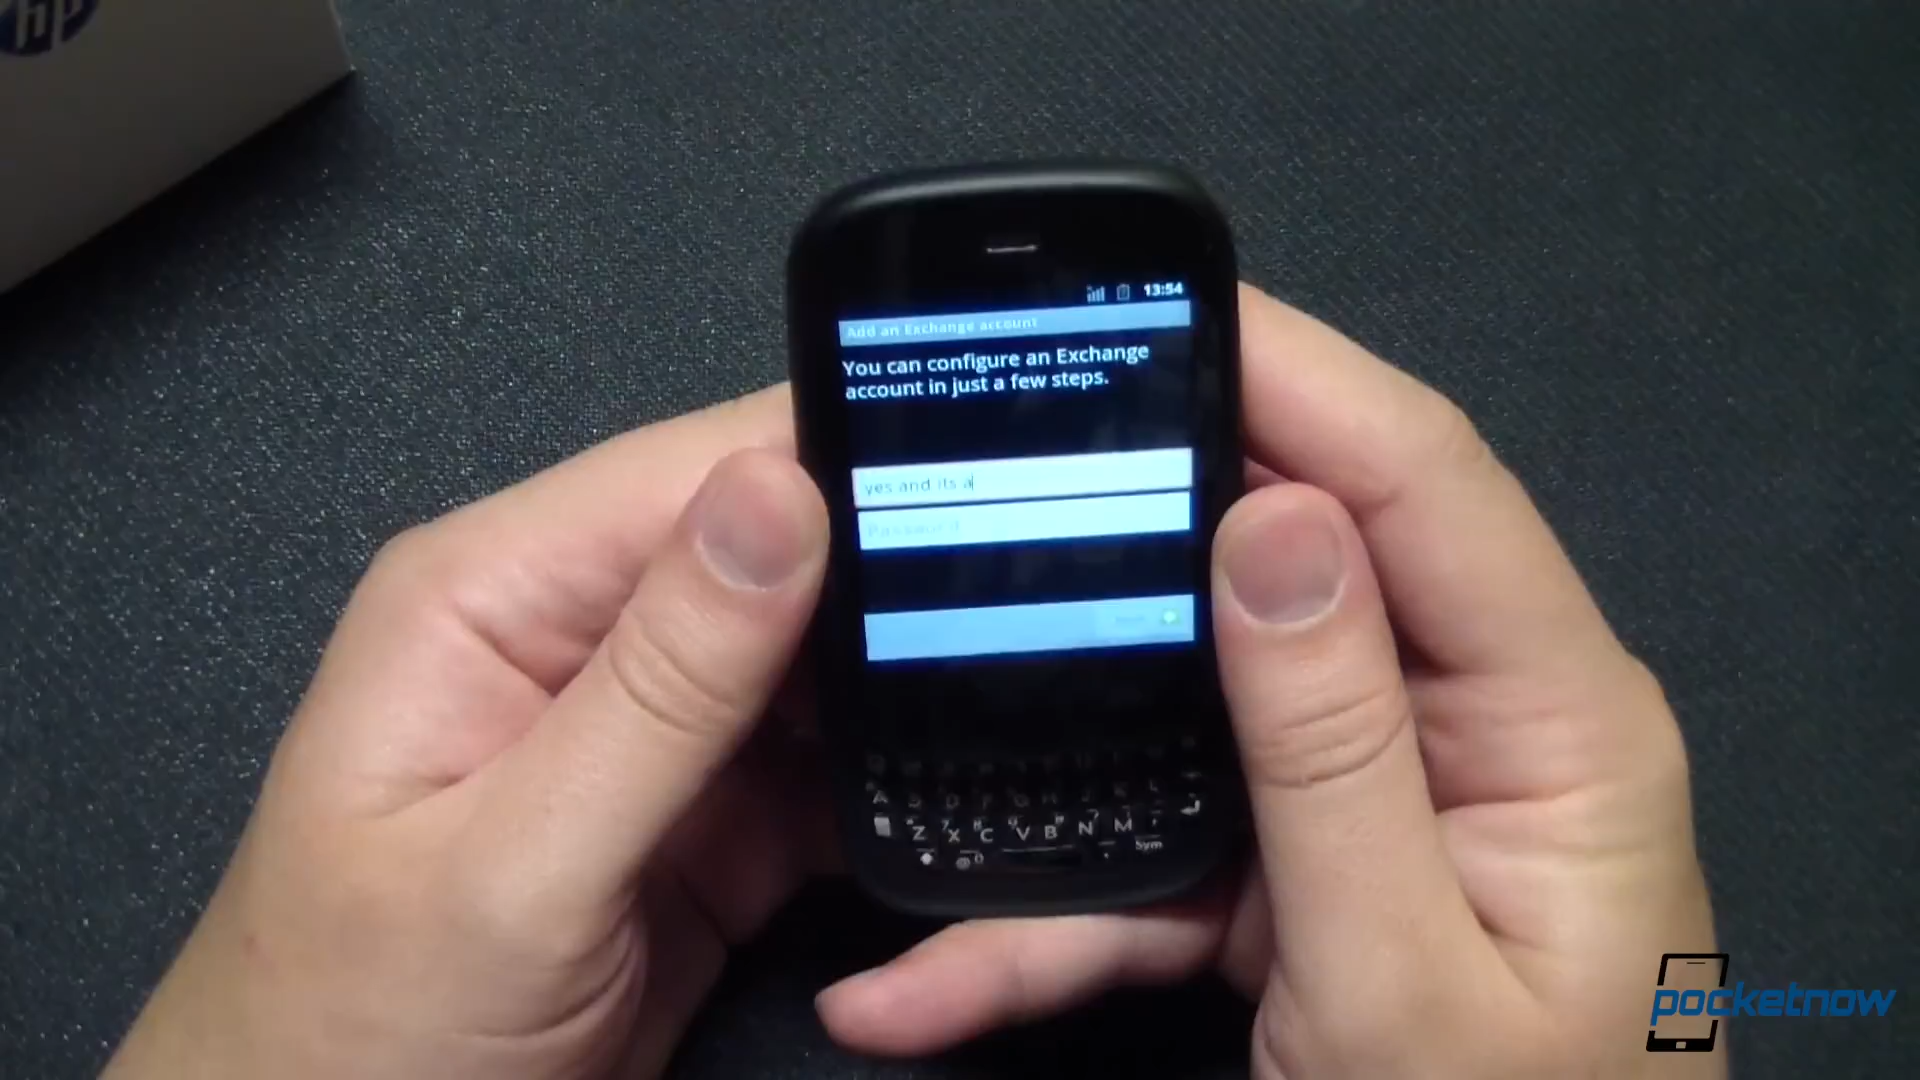 hp
13:54
Add an Exchange account
You can configure an Exchange
account in just a few steps.
yes and its a
Password
A S D F G H J K L
Z X C V B N M
Sym
pocketnow